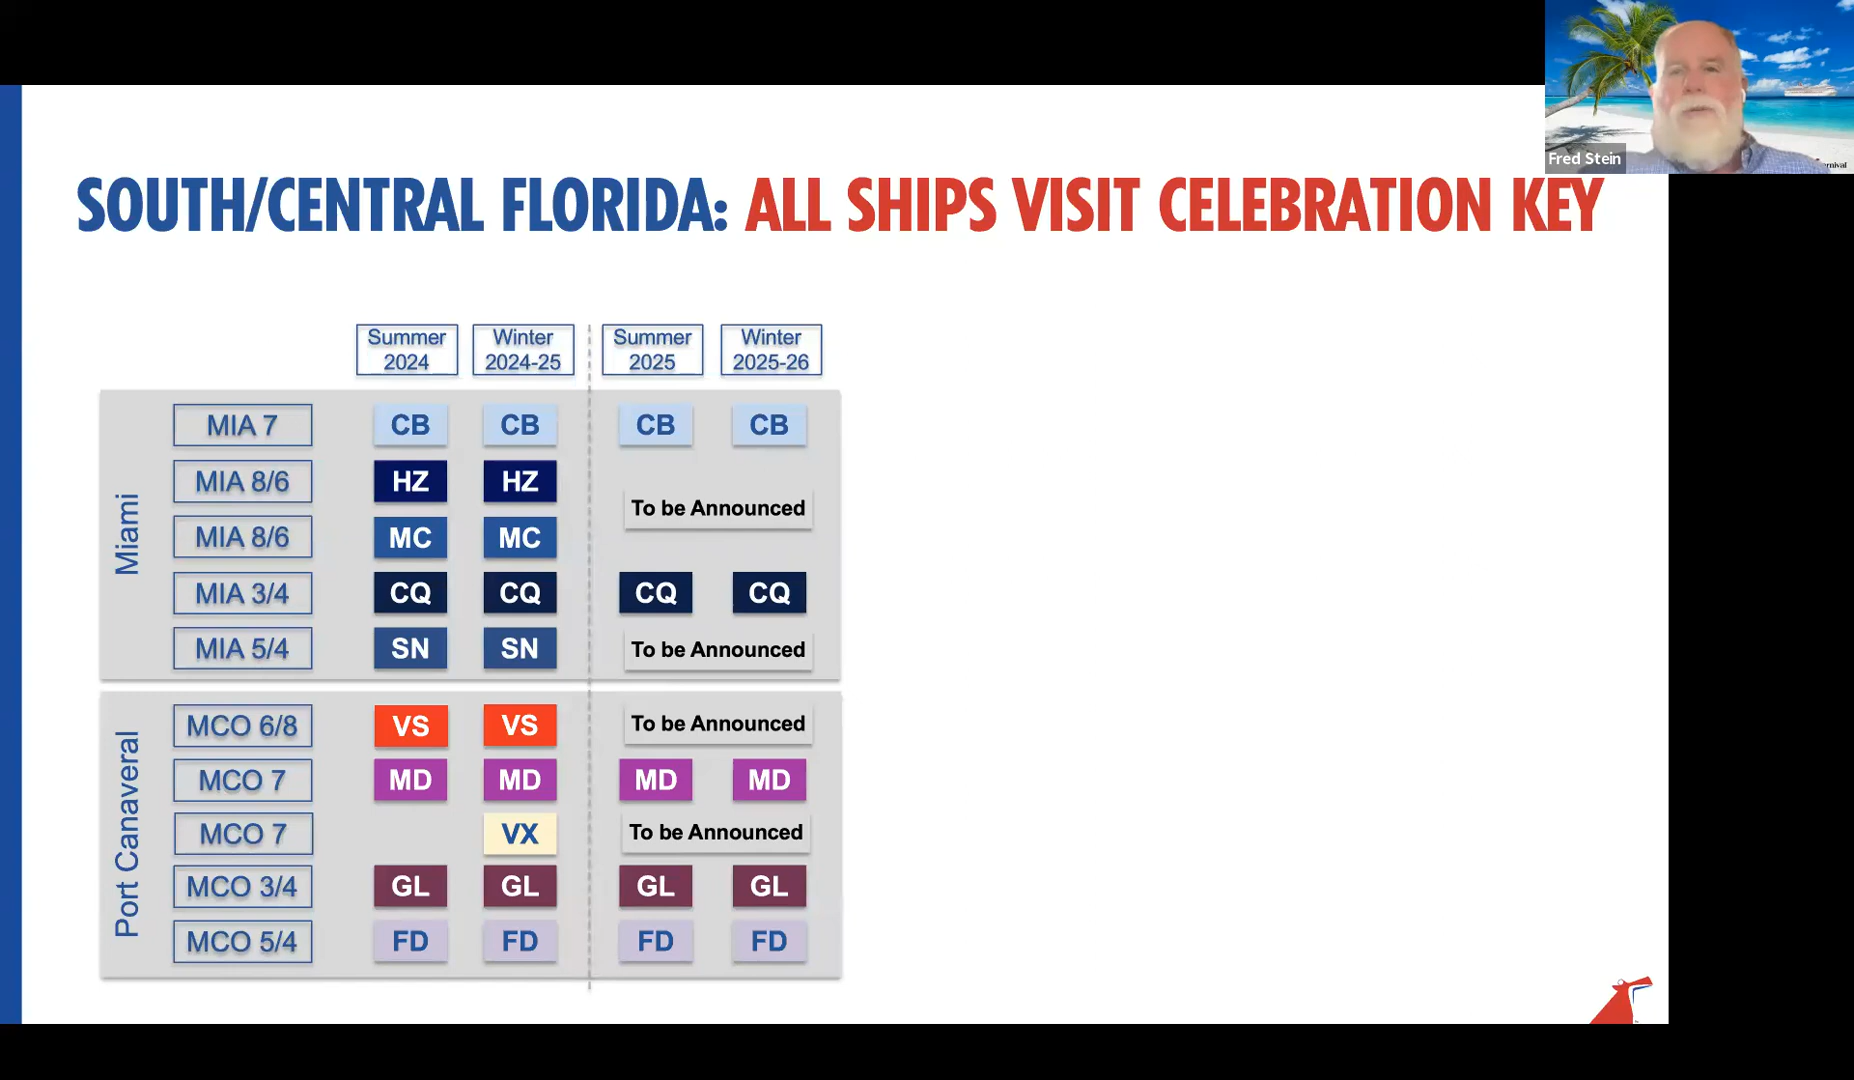 Fred Stein
rnival
SOUTH/CENTRAL FLORIDA: ALL SHIPS VISIT CELEBRATION KEY
Summer 2024
Winter 2024-25
Summer 2025
Winter 2025-26
Miami
MIA 7 CB CB CB CB
MIA 8/6 HZ HZ
To be Announced
MIA 8/6 MC MC
MIA 3/4 CQ CQ CQ CQ
MIA 5/4 SN SN To be Announced
Port Canaveral
MCO 6/8 VS VS To be Announced
MCO 7 MD MD MD MD
MCO 7 VX To be Announced
MCO 3/4 GL GL GL GL
MCO 5/4 FD FD FD FD